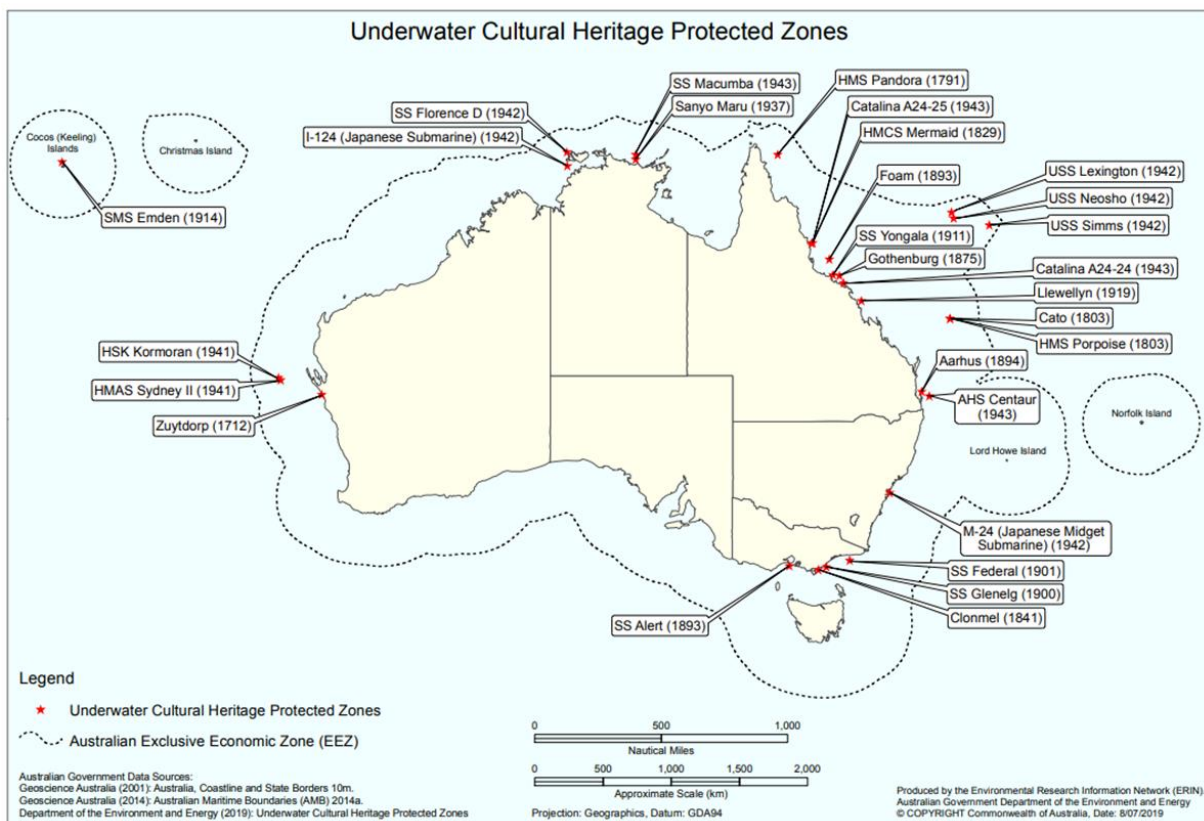 Underwater Cultural Heritage Protected Zones
SS Macumba (1943)
HMS Pandora (1791)
SS Florence D (1942)
Sanyo Maru (1937)
Catalina A24-25 (1943)
I-124 (Japanese Submarine) (1942)
HMCS Mermaid (1829)
Cocos (Keeling)
Islands
Christmas Island
Foam (1893)
USS Lexington (1942)
USS Neosho (1942)
SMS Emden (1914)
USS Simms (1942)
SS Yongala (1911)
Gothenburg (1875)
Catalina A24-24 (1943)
Llewellyn (1919)
Cato (1803)
HMS Porpoise (1803)
HSK Kormoran (1941)
HMAS Sydney II (1941)
Zuytdorp (1712)
Aarhus (1894)
AHS Centaur
(1943)
Norfolk Island
Lord Howe Island
M-24 (Japanese Midget
Submarine) (1942)
SS Federal (1901)
SS Glenelg (1900)
Clonmel (1841)
SS Alert (1893)
Legend
Underwater Cultural Heritage Protected Zones
Australian Exclusive Economic Zone (EEZ)
0 500 1,000
Nautical Miles
0 500 1,000 1,500 2,000
Approximate Scale (km)
Australian Government Data Sources:
Geoscience Australia (2001): Australia, Coastline and State Borders 10m.
Geoscience Australia (2014): Australian Maritime Boundaries (AMB) 2014a.
Department of the Environment and Energy (2019): Underwater Cultural Heritage Protected Zones
Projection: Geographics, Datum: GDA94
Produced by the Environmental Research Information Network (ERIN).
Australian Government Department of the Environment and Energy
© COPYRIGHT Commonwealth of Australia, Date: 8/07/2019